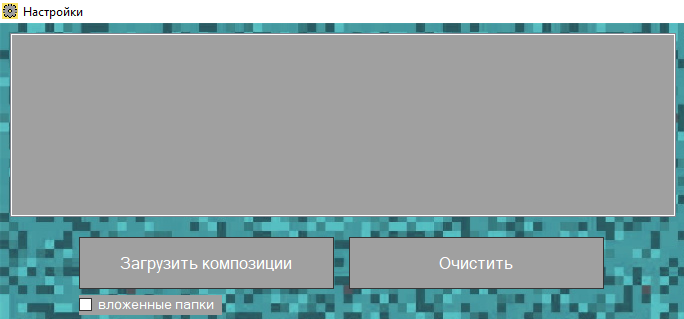 Настройки
Загрузить композиции
Очистить
вложенные папки